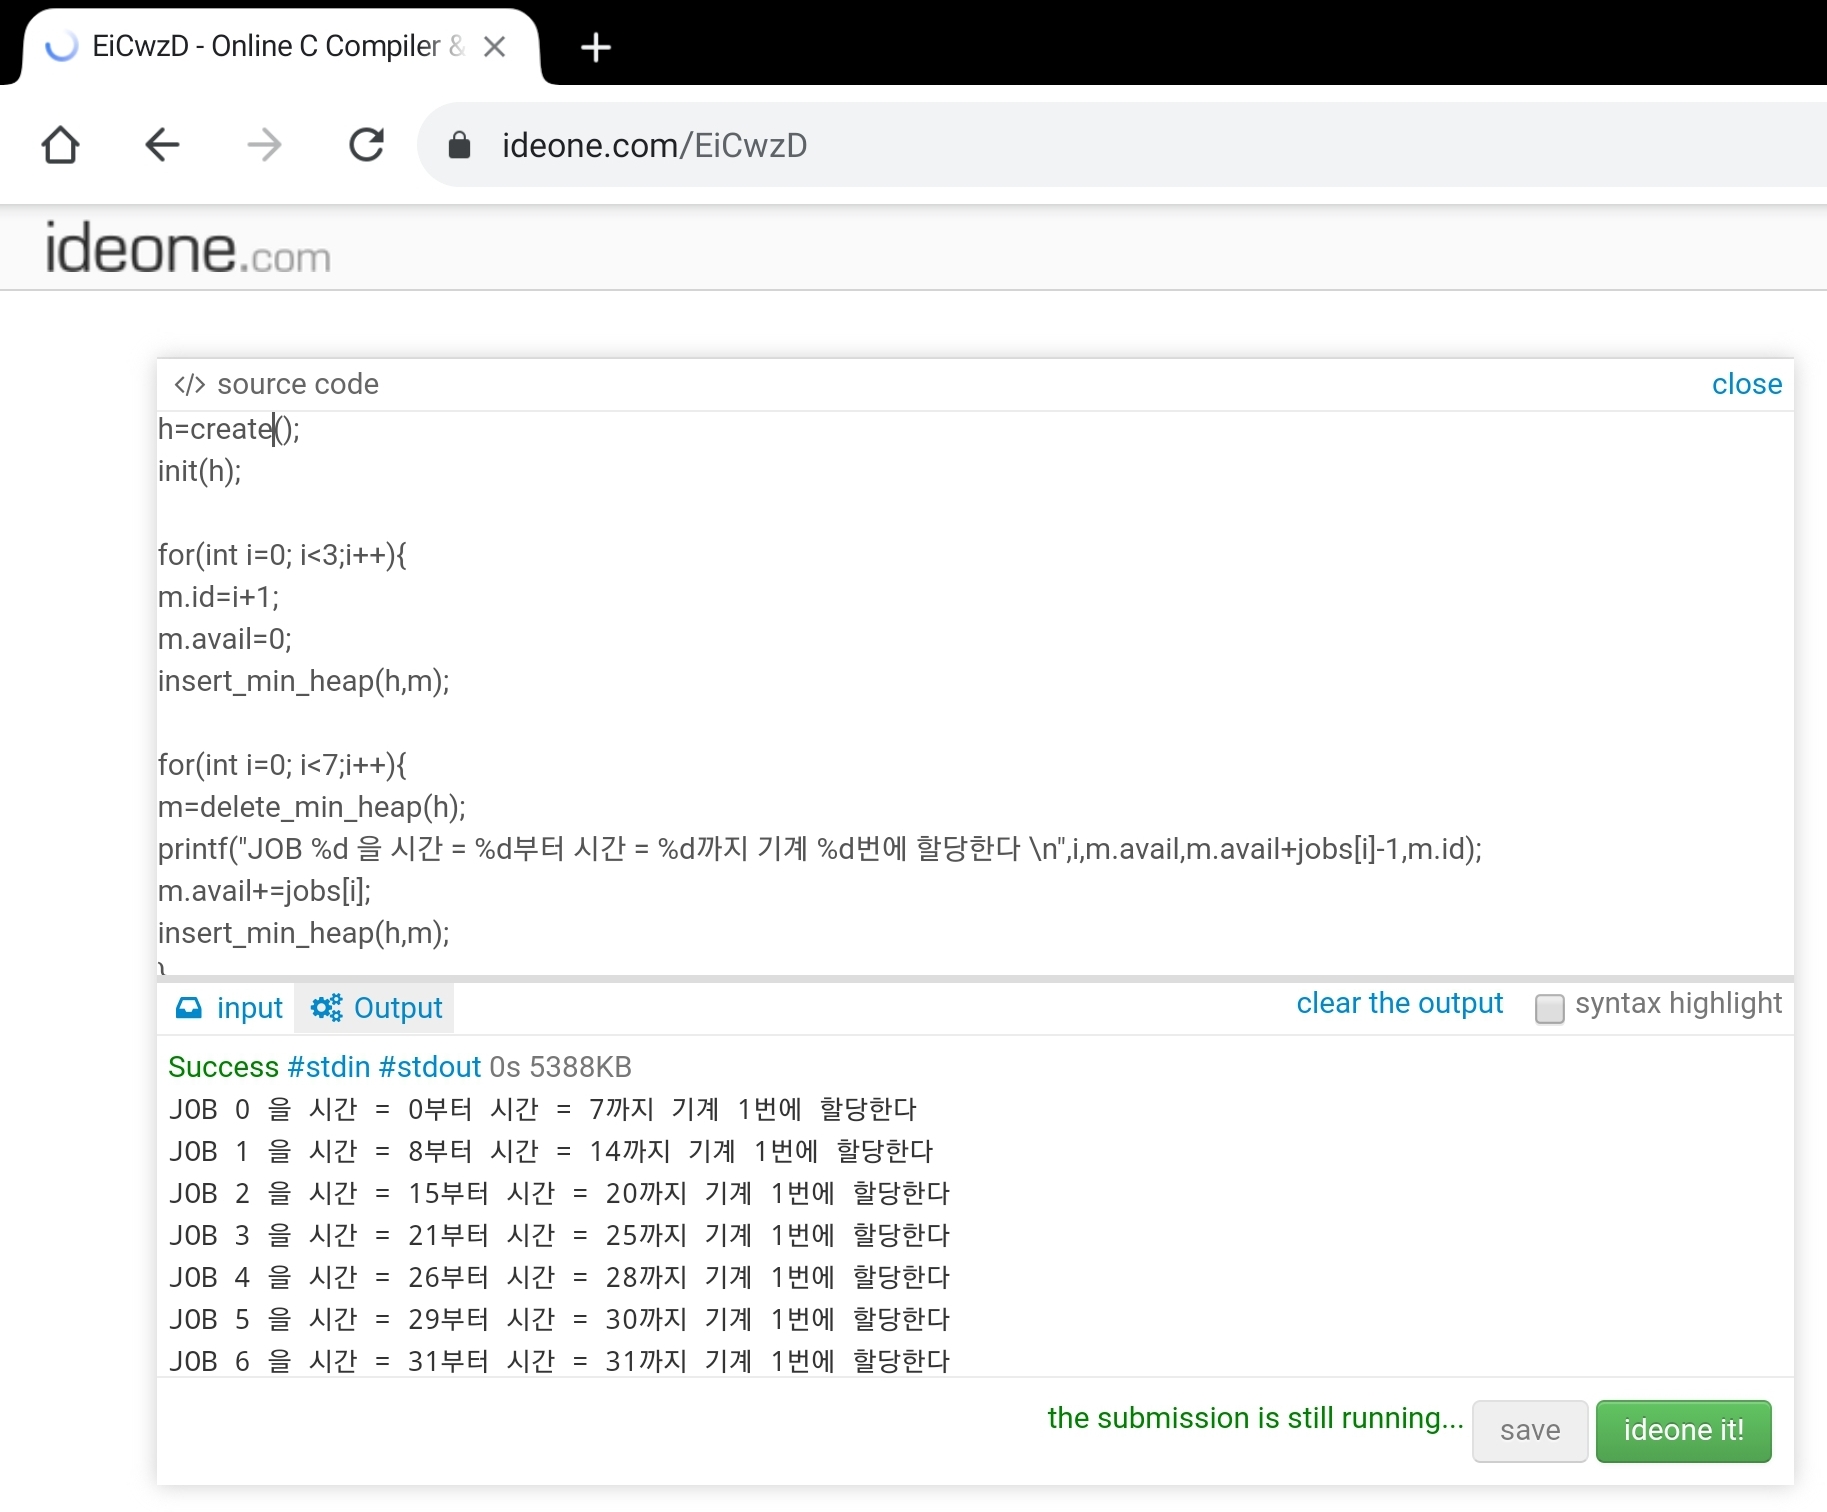 EiCwzD - Online C Compiler &
ideone.com/EiCwzD
ideone.com
</> source code
close
h=create();
init(h);
for(int i=0; i<3;i++){
m.id=i+1;
m.avail=0;
insert_min_heap(h,m);
for(int i=0; i<7;i++){
m=delete_min_heap(h);
printf("JOB %d 을 시간 = %d부터 시간 = %d까지 기계 %d번에 할당한다 \n",i,m.avail,m.avail+jobs[i]-1,m.id);
m.avail+=jobs[i];
insert_min_heap(h,m);
}
input
Output
clear the output
syntax highlight
Success #stdin #stdout 0s 5388KB
JOB 0 을 시간 = 0부터 시간 = 7까지 기계 1번에 할당한다
JOB 1 을 시간 = 8부터 시간 = 14까지 기계 1번에 할당한다
JOB 2 을 시간 = 15부터 시간 = 20까지 기계 1번에 할당한다
JOB 3 을 시간 = 21부터 시간 = 25까지 기계 1번에 할당한다
JOB 4 을 시간 = 26부터 시간 = 28까지 기계 1번에 할당한다
JOB 5 을 시간 = 29부터 시간 = 30까지 기계 1번에 할당한다
JOB 6 을 시간 = 31부터 시간 = 31까지 기계 1번에 할당한다
the submission is still running...
save
ideone it!